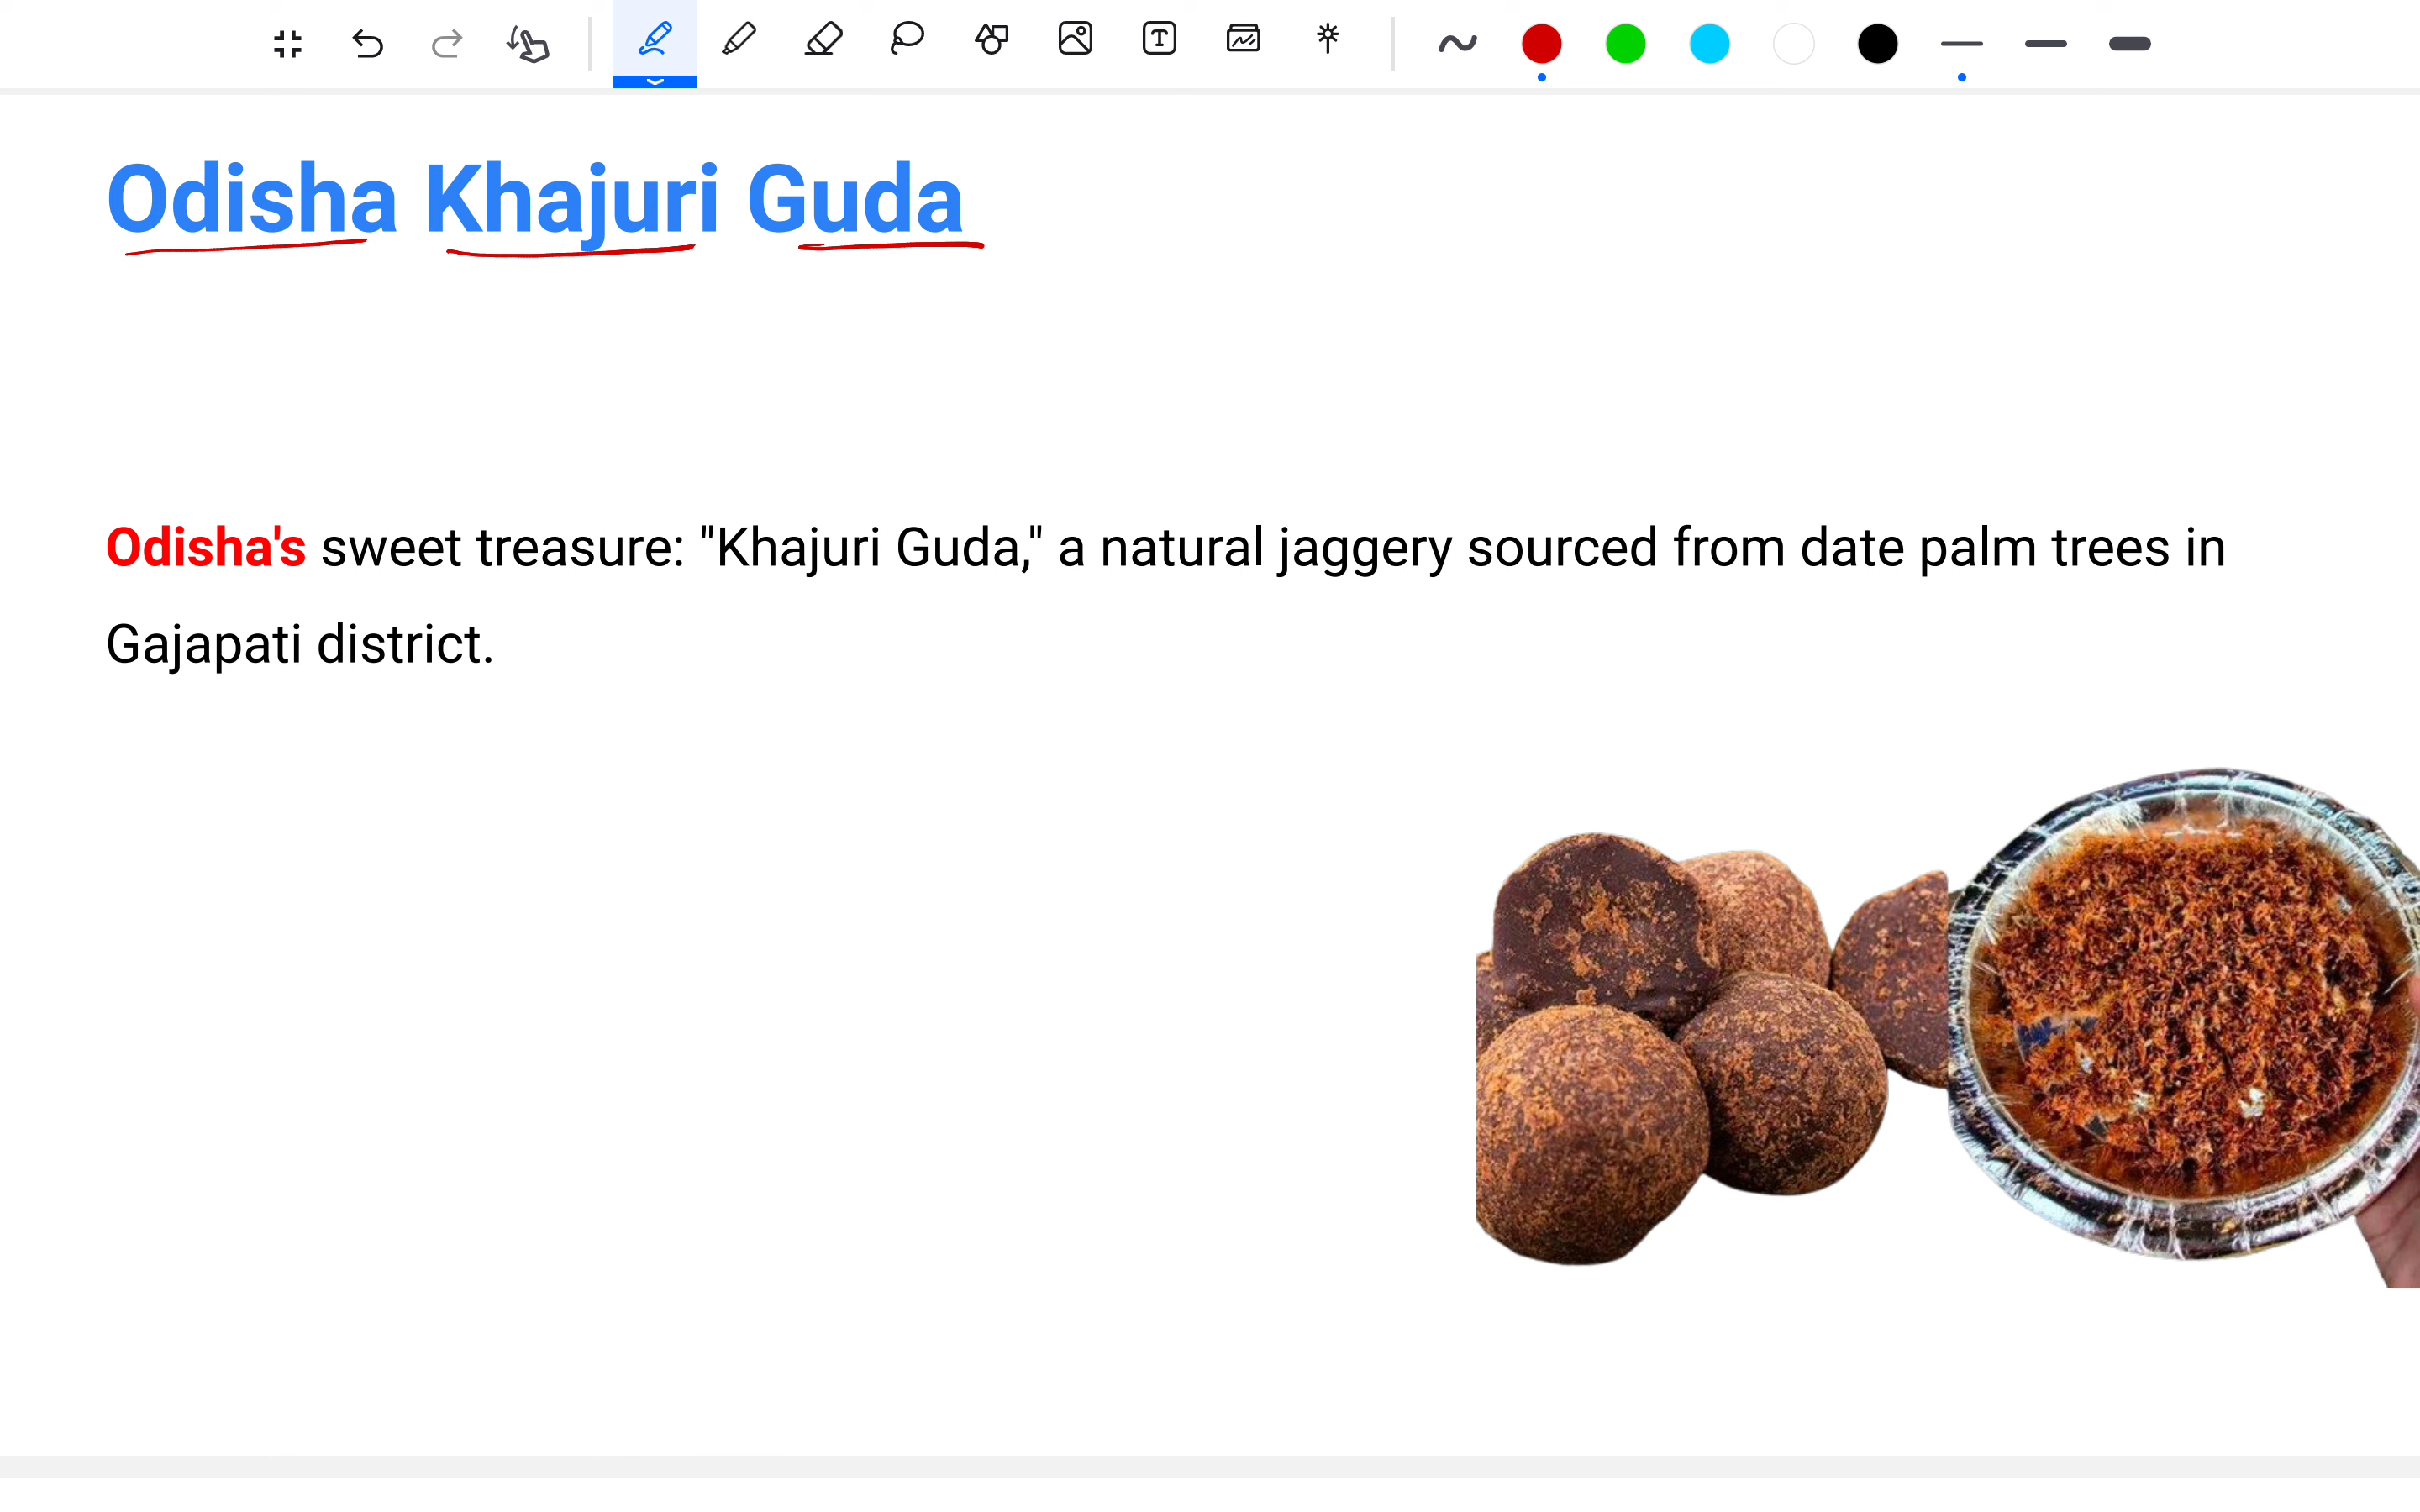 Odisha Khajuri Guda
Odisha's sweet treasure: "Khajuri Guda," a natural jaggery sourced from date palm trees in
Gajapati district.